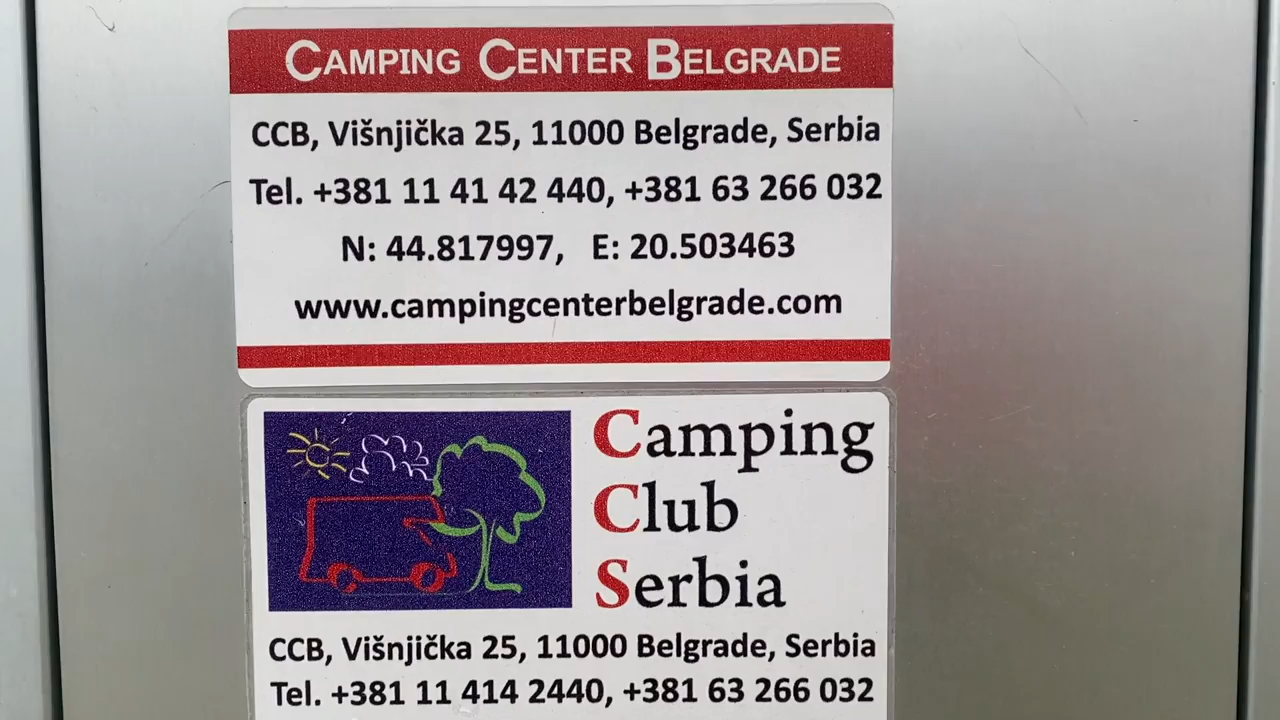 CAMPING CENTER BELGRADE
CCB, Višnjička 25, 11000 Belgrade, Serbia
Tel. +381 11 41 42 440, +381 63 266 032
N: 44.817997, E: 20.503463
www.campingcenterbelgrade.com
Camping
Club
Serbia
CCB, Višnjička 25, 11000 Belgrade, Serbia
Tel. +381 11 414 2440, +381 63 266 032